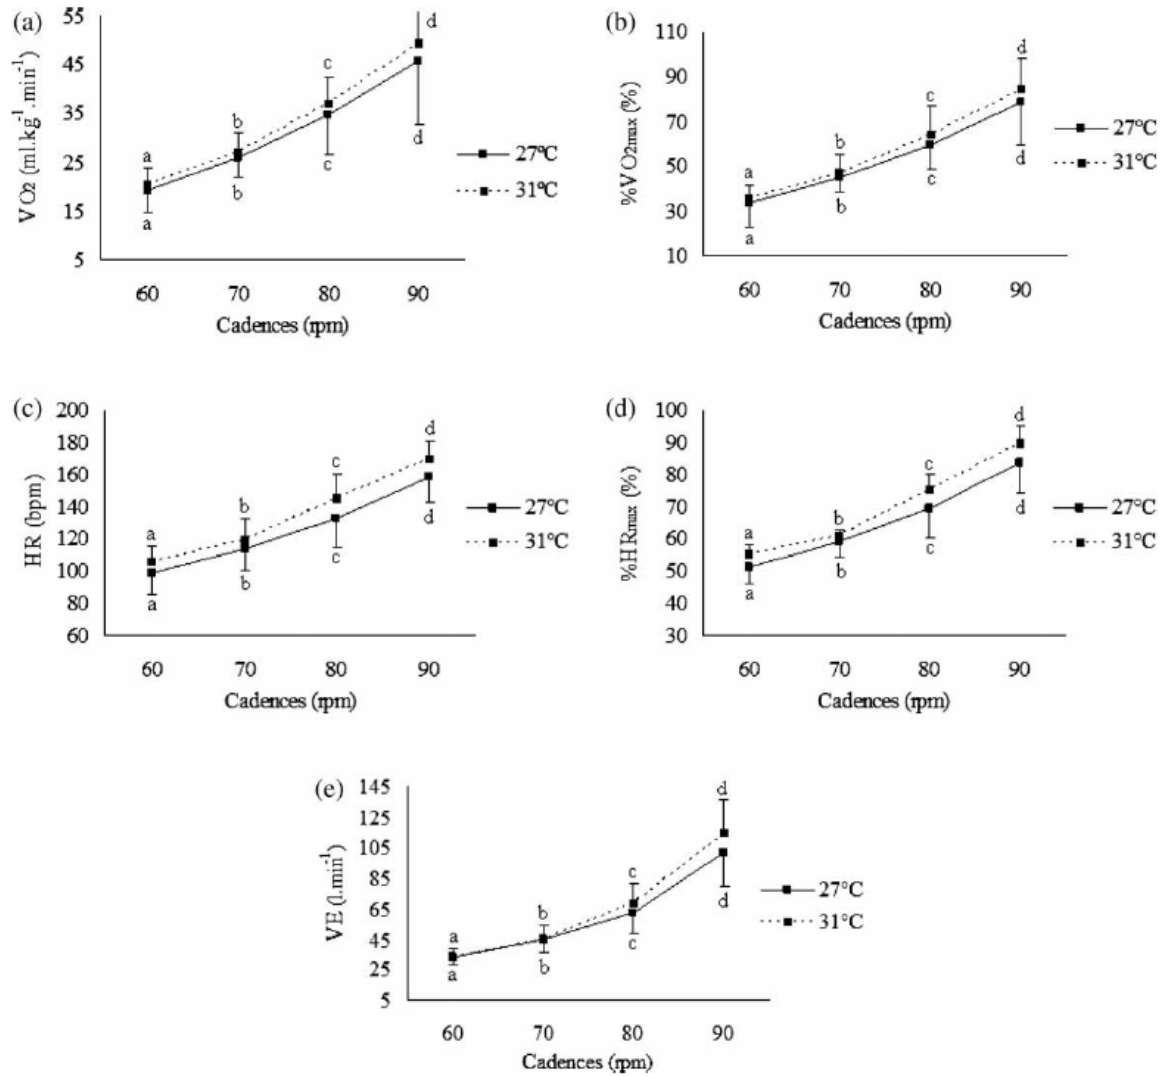 (a)
VO2 (ml.kg-1.min-1)
55
45
35
25
15
5
a
b
c
d
a
b
c
d
60 70 80 90
Cadences (rpm)
27ºC
31ºC
(b)
%VO2max (%)
110
90
70
50
30
10
a
b
c
d
a
b
c
d
60 70 80 90
Cadences (rpm)
27°C
31°C
(c)
HR (bpm)
200
180
160
140
120
100
80
60
a
b
c
d
a
b
c
d
60 70 80 90
Cadences (rpm)
27°C
31°C
(d)
%HRmax (%)
100
90
80
70
60
50
40
30
a
b
c
d
a
b
c
d
60 70 80 90
Cadences (rpm)
27°C
31°C
(e)
VE (l.min-1)
145
125
105
85
65
45
25
5
a
b
c
d
a
b
c
d
60 70 80 90
Cadences (rpm)
27°C
31°C